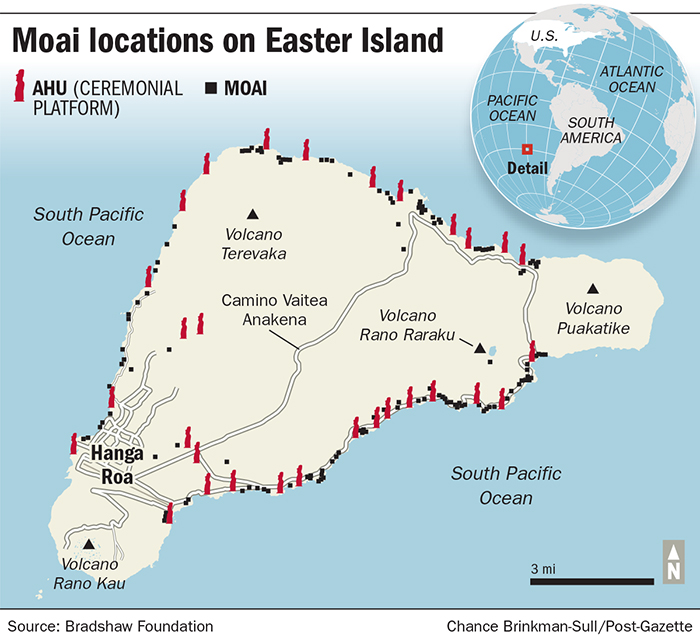 Moai locations on Easter Island
AHU (CEREMONIAL
PLATFORM)
MOAI
U.S.
ATLANTIC
OCEAN
PACIFIC
OCEAN
SOUTH
AMERICA
Detail
South Pacific
Ocean
Volcano
Terevaka
Camino Vaitea
Anakena
Volcano
Rano Raraku
Volcano
Puakatike
Hanga
Roa
South Pacific
Ocean
Volcano
Rano Kau
3 mi
N
Source: Bradshaw Foundation
Chance Brinkman-Sull/Post-Gazette